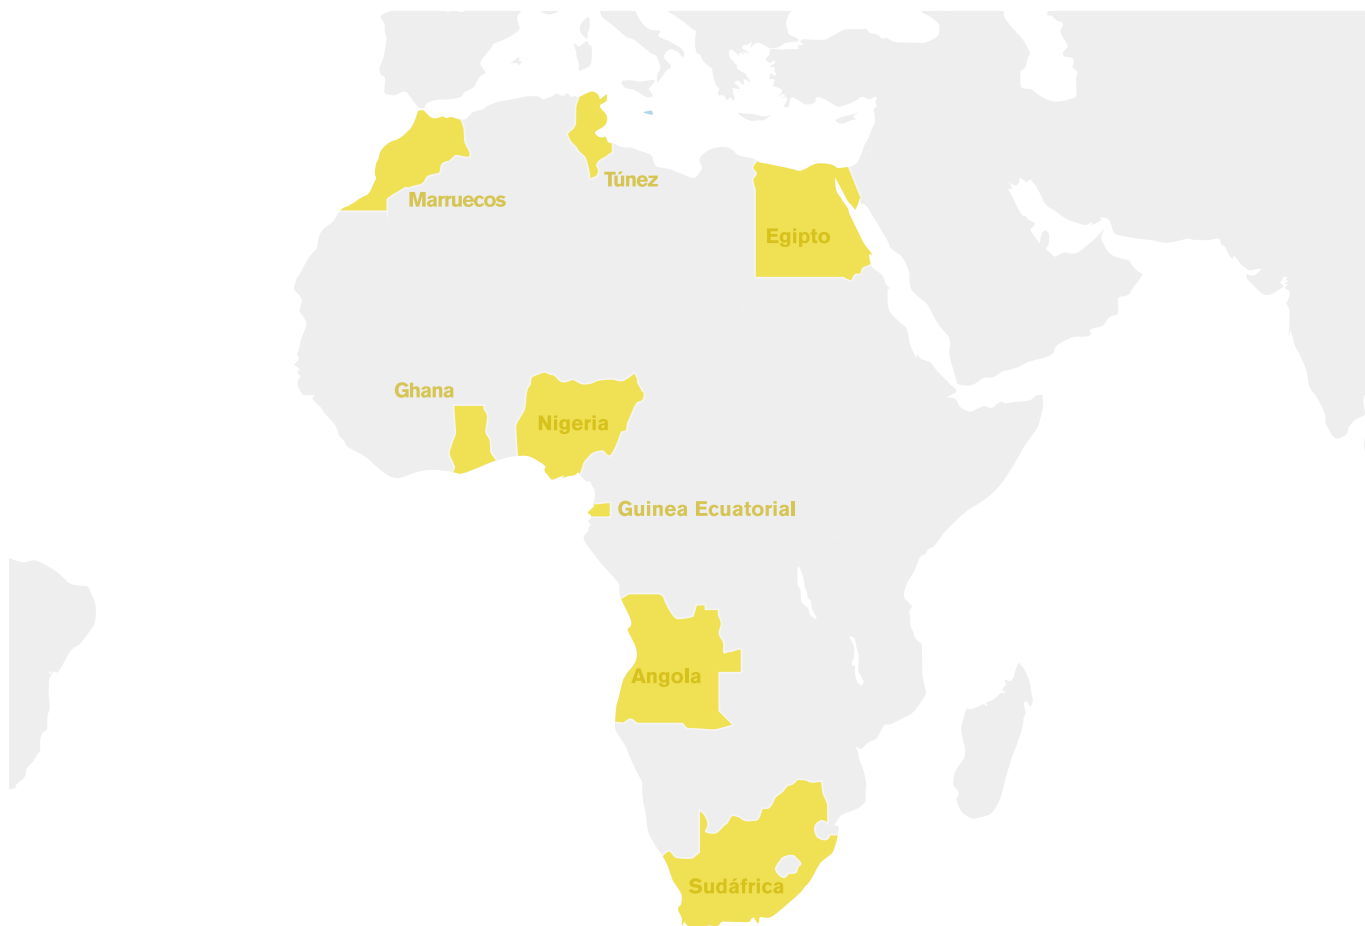 Túnez
Marruecos
Egipto
Ghana
Nigeria
Guinea Ecuatorial
Angola
Sudáfrica